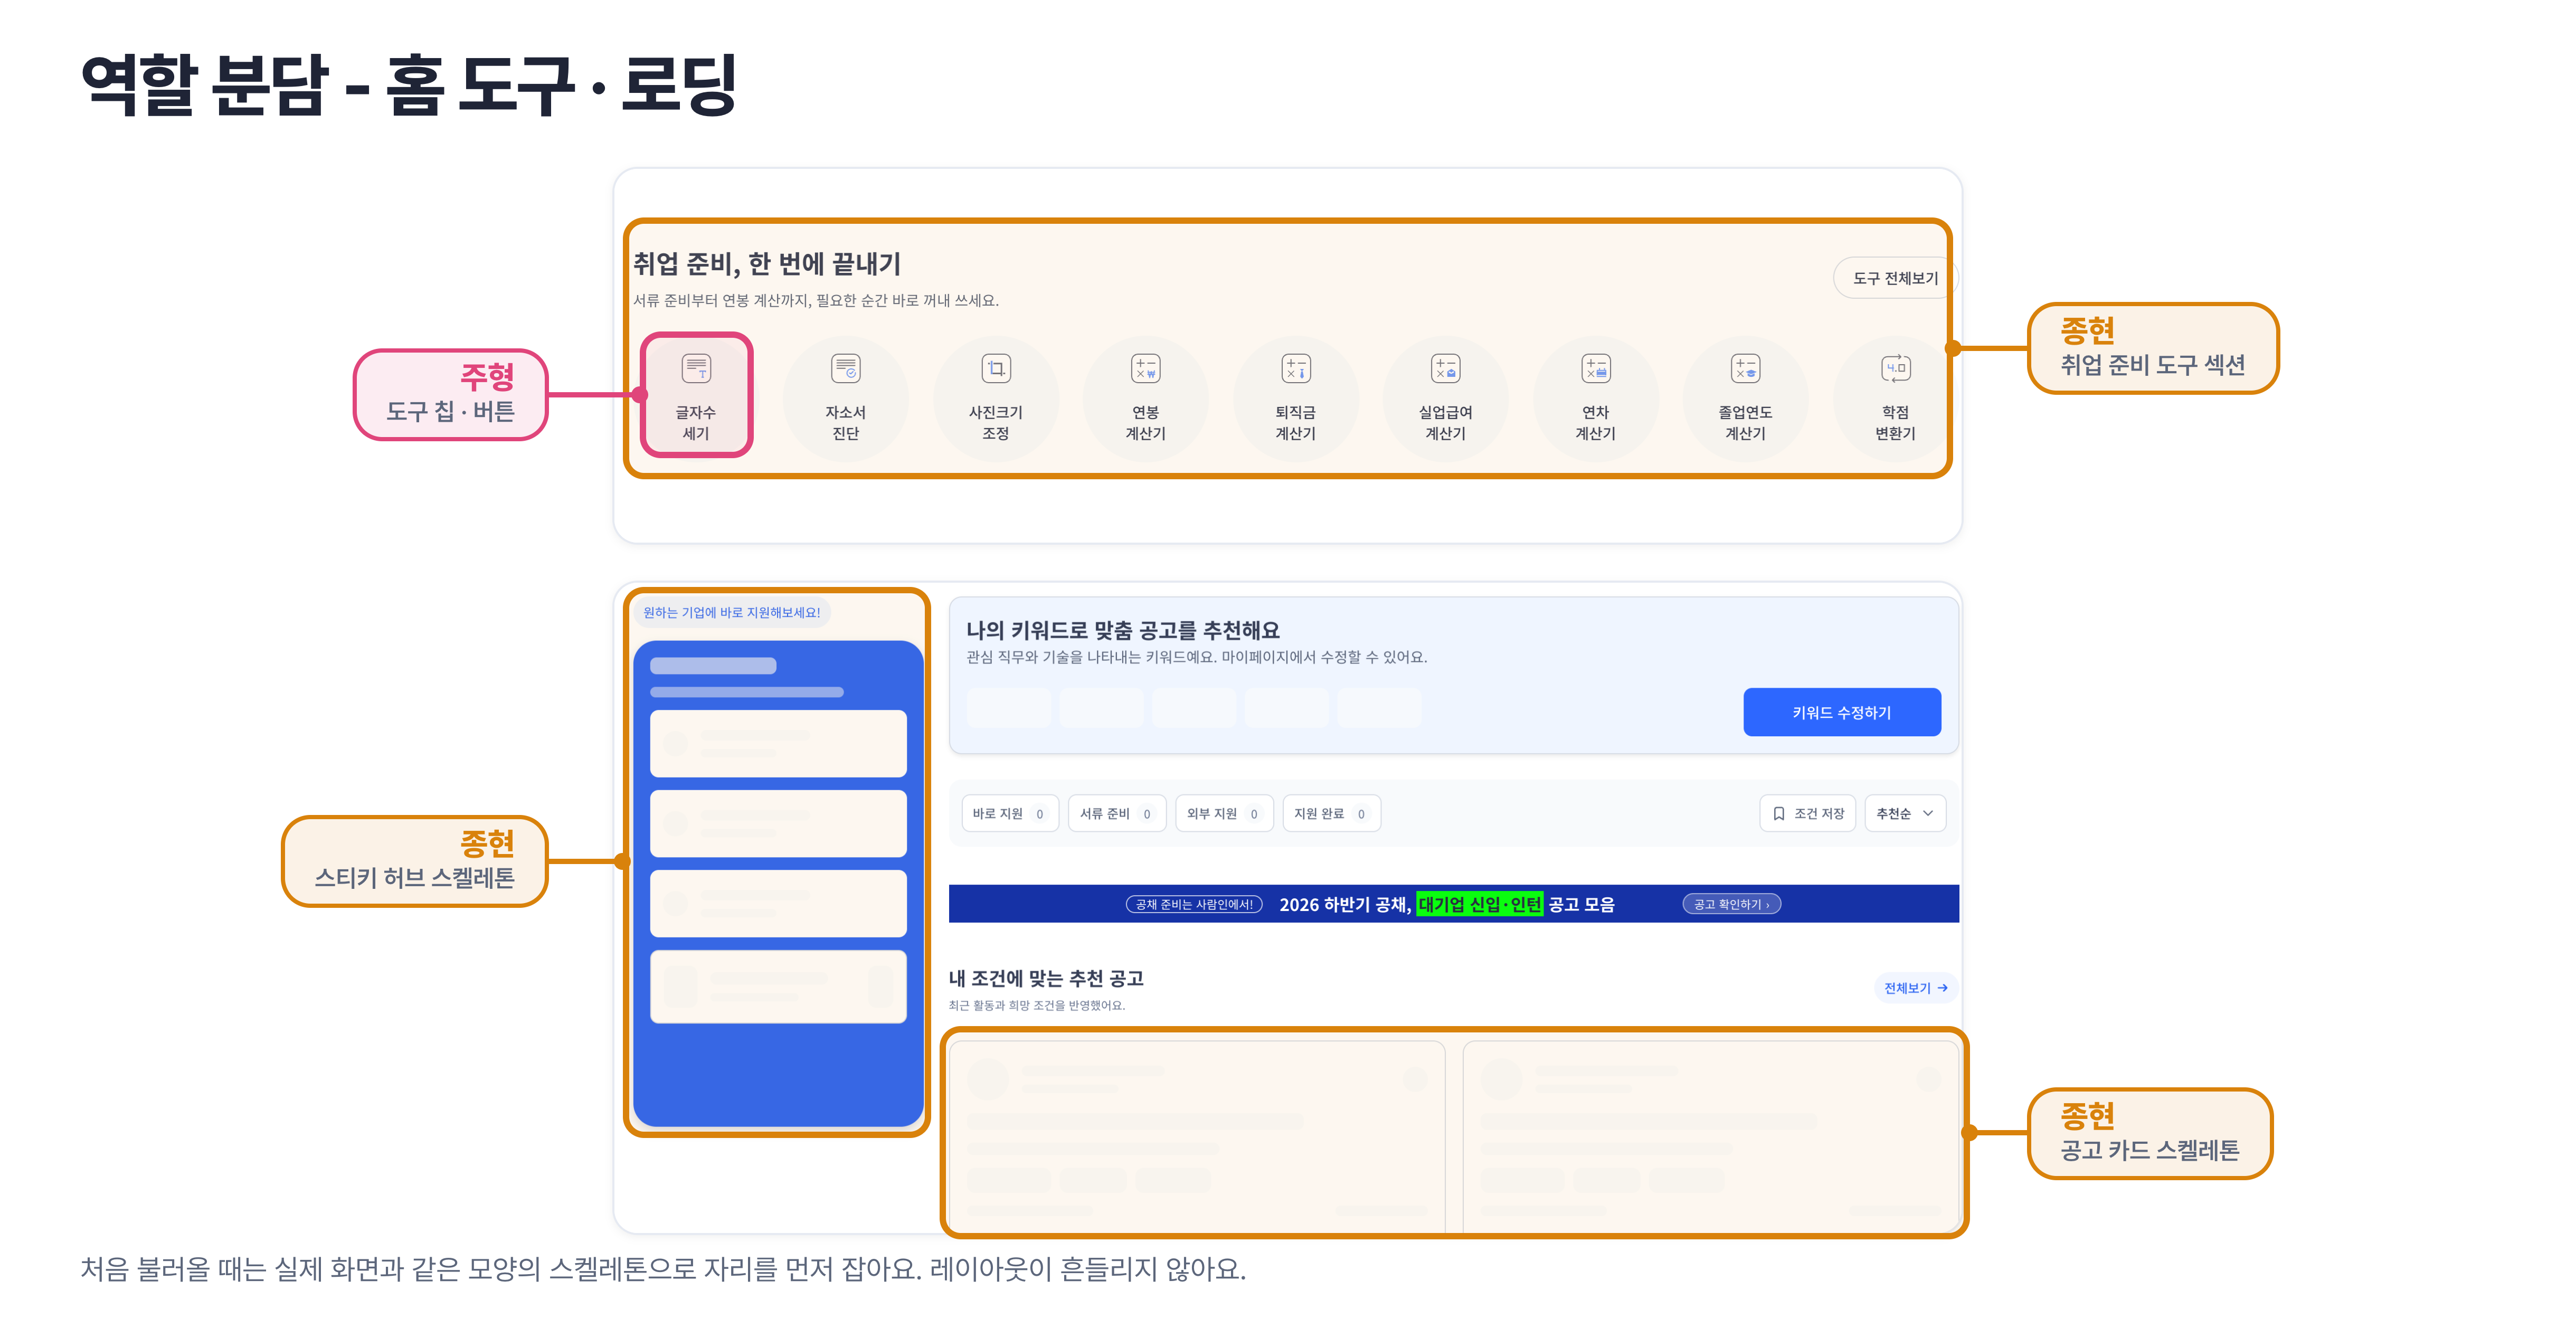 역할 분담 - 홈 도구 · 로딩
취업 준비, 한 번에 끝내기
서류 준비부터 연봉 계산까지, 필요한 순간 바로 꺼내 쓰세요.
도구 전체보기
종현
취업 준비 도구 섹션
주형
도구 칩 · 버튼
글자수
세기
자소서
진단
사진크기
조정
연봉
계산기
퇴직금
계산기
실업급여
계산기
연차
계산기
졸업연도
계산기
4.0
학점
변환기
원하는 기업에 바로 지원해보세요!
종현
스티키 허브 스켈레톤
나의 키워드로 맞춤 공고를 추천해요
관심 직무와 기술을 나타내는 키워드예요. 마이페이지에서 수정할 수 있어요.
키워드 수정하기
바로 지원 0
서류 준비 0
외부 지원 0
지원 완료 0
조건 저장
추천순
공채 준비는 사람인에서! 2026 하반기 공채, 대기업 신입·인턴 공고 모음 공고 확인하기 ›
내 조건에 맞는 추천 공고
최근 활동과 희망 조건을 반영했어요.
전체보기 →
종현
공고 카드 스켈레톤
처음 불러올 때는 실제 화면과 같은 모양의 스켈레톤으로 자리를 먼저 잡아요. 레이아웃이 흔들리지 않아요.